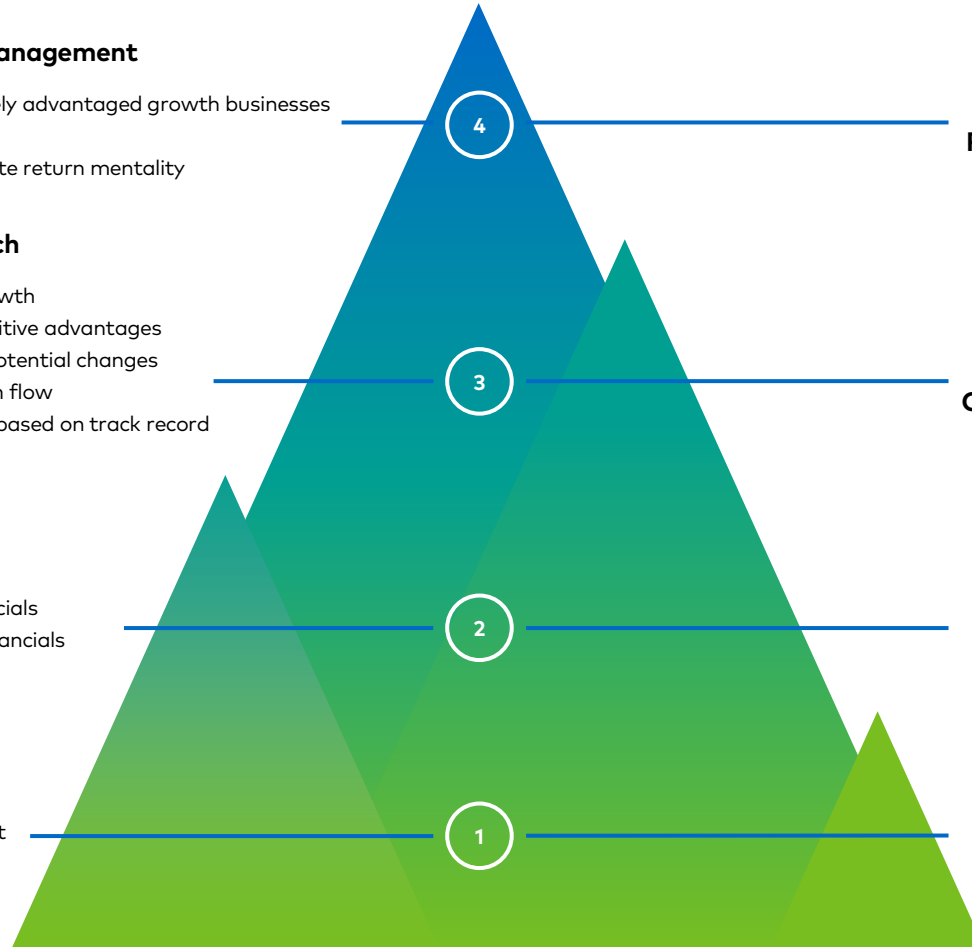 anagement
ly advantaged growth businesses
te return mentality
4
ch
wth
itive advantages
otential changes
n flow
based on track record
3
cials
ancials
2
t
1